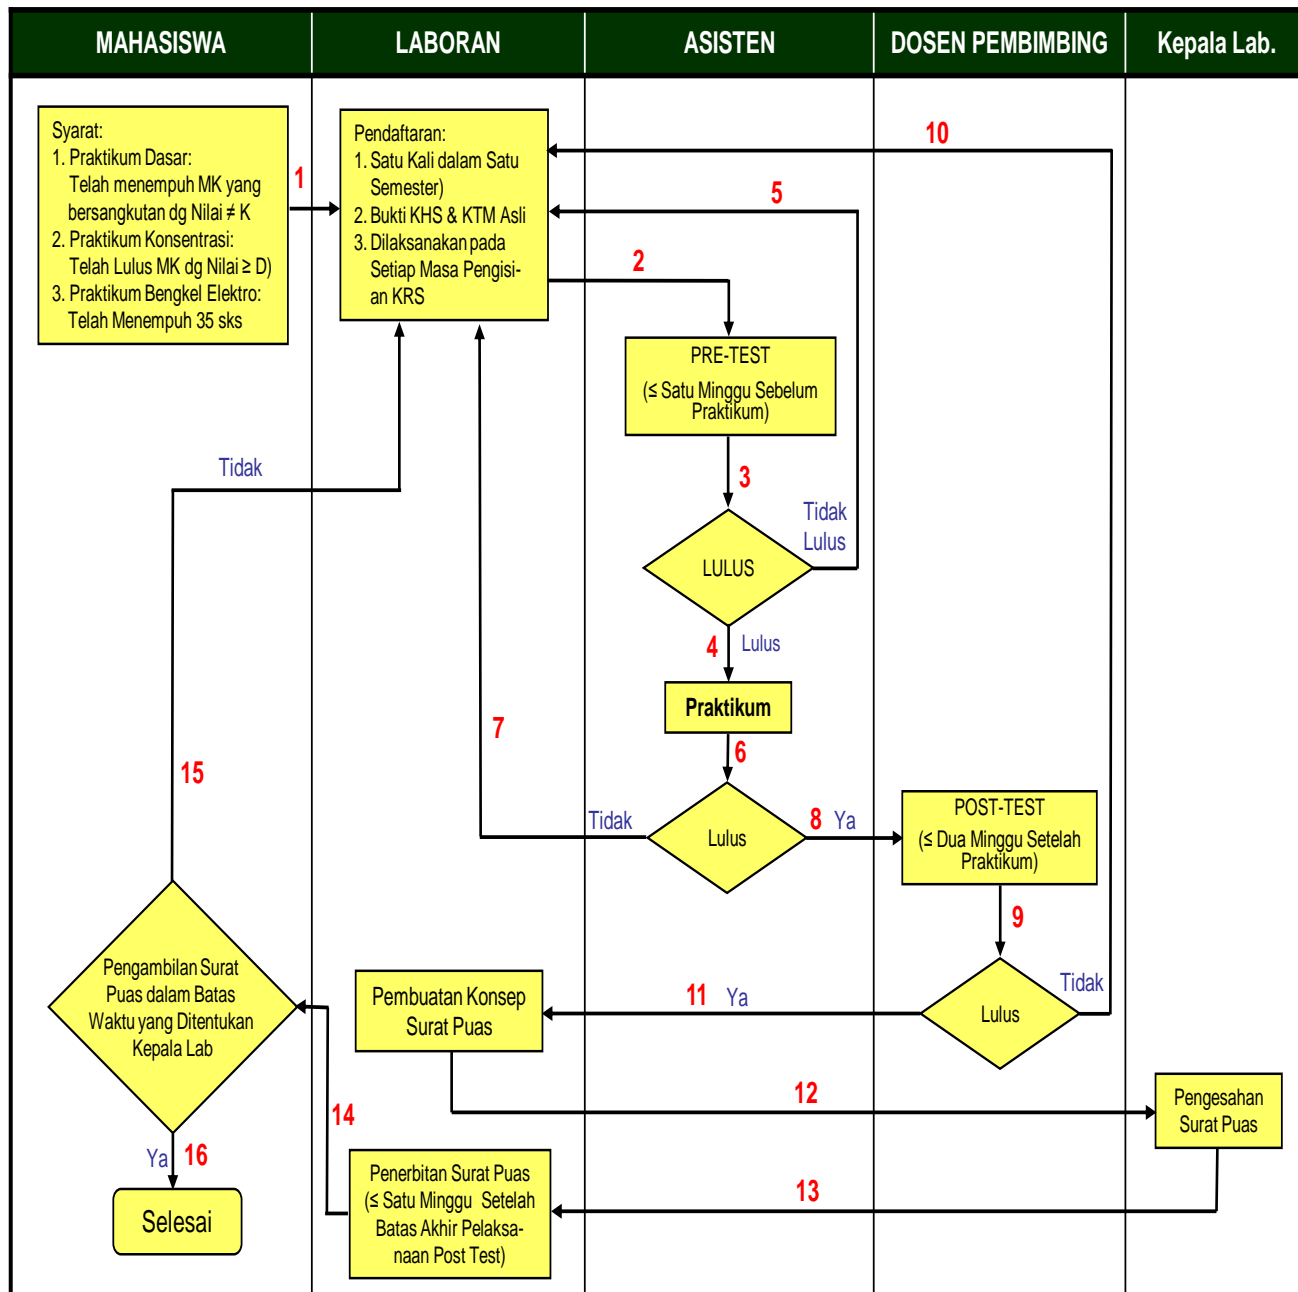 MAHASISWA
LABORAN
ASISTEN
DOSEN PEMBIMBING
Kepala Lab.
Syarat:
1. Praktikum Dasar:
Telah menempuh MK yang
bersangkutan dg Nilai ≠ K
2. Praktikum Konsentrasi:
Telah Lulus MK dg Nilai ≥ D)
3. Praktikum Bengkel Elektro:
Telah Menempuh 35 sks
1
Pendaftaran:
1. Satu Kali dalam Satu
Semester)
2. Bukti KHS & KTM Asli
3. Dilaksanakan pada
Setiap Masa Pengisi-
an KRS
10
5
2
PRE-TEST
(≤ Satu Minggu Sebelum
Praktikum)
3
Tidak
Lulus
LULUS
4
Lulus
Praktikum
6
Tidak
7
Lulus
8
Ya
POST-TEST
(≤ Dua Minggu Setelah
Praktikum)
9
Tidak
Lulus
11
Ya
Pembuatan Konsep
Surat Puas
12
Pengesahan
Surat Puas
13
Penerbitan Surat Puas
(≤ Satu Minggu Setelah
Batas Akhir Pelaksa-
naan Post Test)
14
Pengambilan Surat
Puas dalam Batas
Waktu yang Ditentukan
Kepala Lab
15
Tidak
Ya
16
Selesai